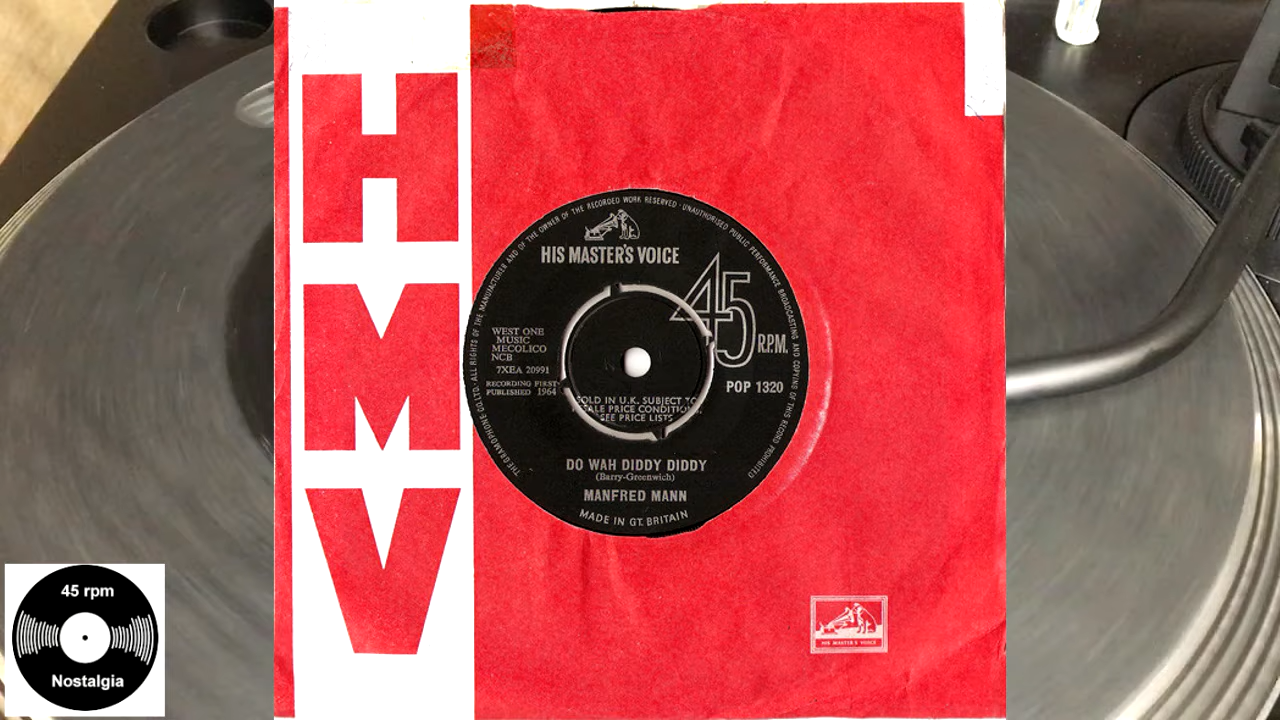 HMV
THE GRAMOPHONE CO. LTD. · ALL RIGHTS OF THE MANUFACTURER AND OF THE OWNER OF THE RECORDED WORK RESERVED · UNAUTHORISED PUBLIC PERFORMANCE BROADCASTING AND COPYING OF THIS RECORD PROHIBITED
HIS MASTER'S VOICE
45
R.P.M.
WEST ONE
MUSIC
MECOLICO
NCB
7XEA 20991
RECORDING FIRST
PUBLISHED 1964
POP 1320
SOLD IN U.K. SUBJECT TO
SALE PRICE CONDITIONS,
SEE PRICE LISTS
DO WAH DIDDY DIDDY
(Barry-Greenwich)
MANFRED MANN
MADE IN GT. BRITAIN
HIS MASTER'S VOICE
45 rpm
Nostalgia